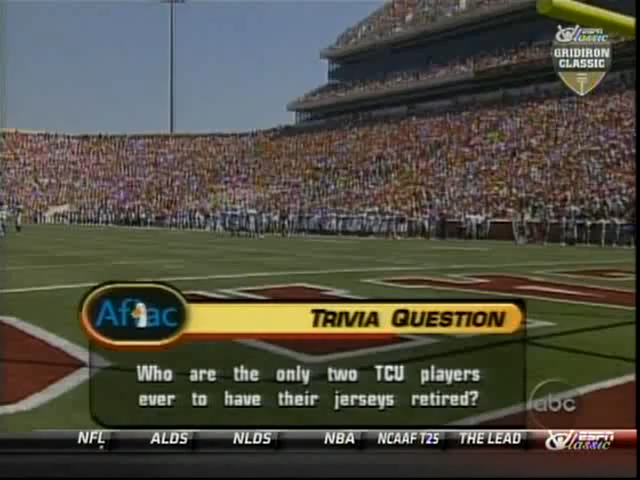 ESPN Classic
GRIDIRON
CLASSIC
Aflac
TRIVIA QUESTION
Who are the only two TCU players
ever to have their jerseys retired?
abc
NFL ALDS NLDS NBA NCAAF T25 THE LEAD ESPN Classic